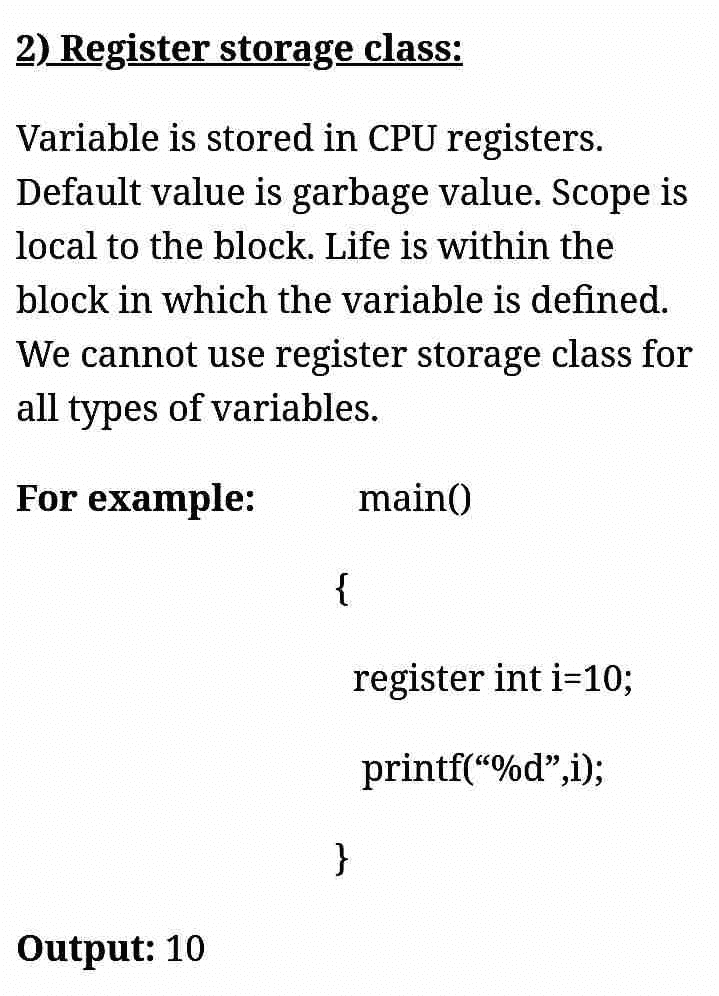 2) Register storage class:
Variable is stored in CPU registers.
Default value is garbage value. Scope is
local to the block. Life is within the
block in which the variable is defined.
We cannot use register storage class for
all types of variables.
For example: main()
{
register int i=10;
printf(“%d”,i);
}
Output: 10